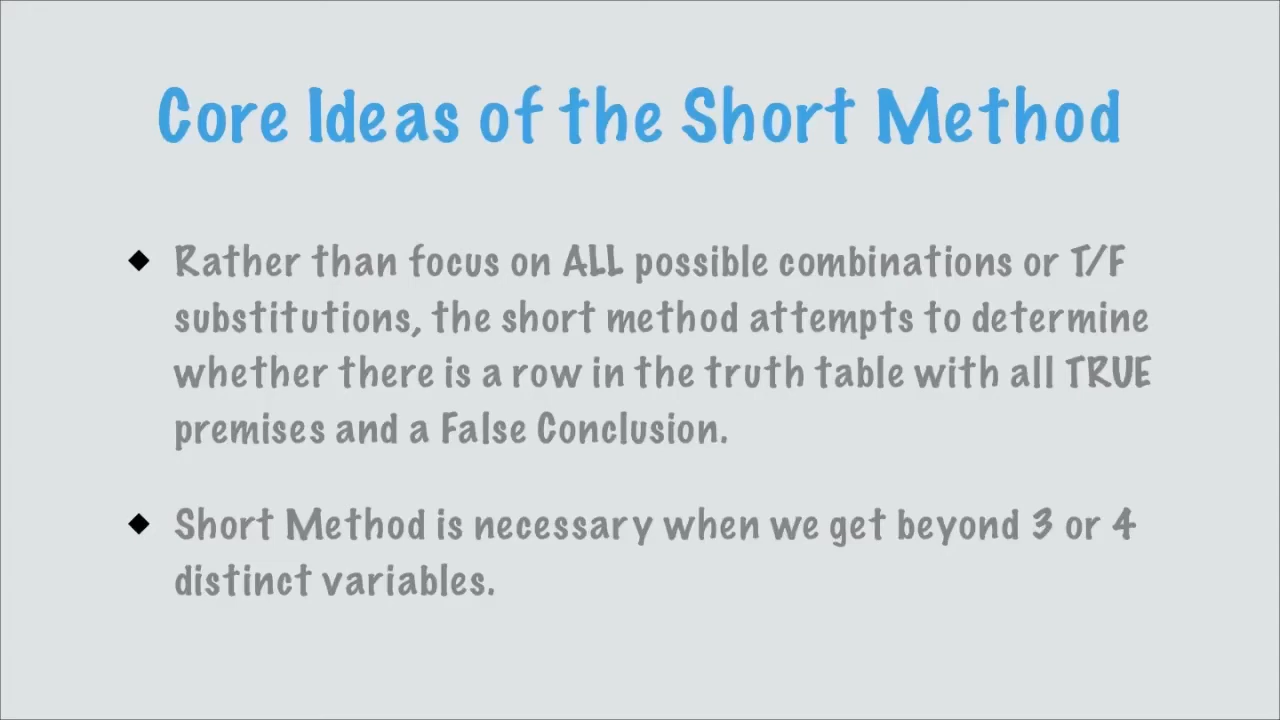 Core Ideas of the Short Method
Rather than focus on ALL possible combinations or T/F
substitutions, the short method attempts to determine
whether there is a row in the truth table with all TRUE
premises and a False Conclusion.
Short Method is necessary when we get beyond 3 or 4
distinct variables.